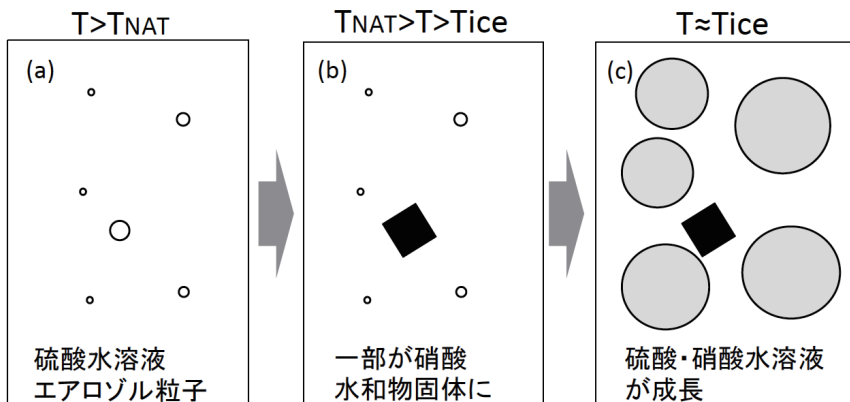 T>TNAT
TNAT>T>Tice
T≈Tice
(a)
(b)
(c)
硫酸水溶液
エアロゾル粒子
一部が硝酸
水和物固体に
硫酸・硝酸水溶液
が成長